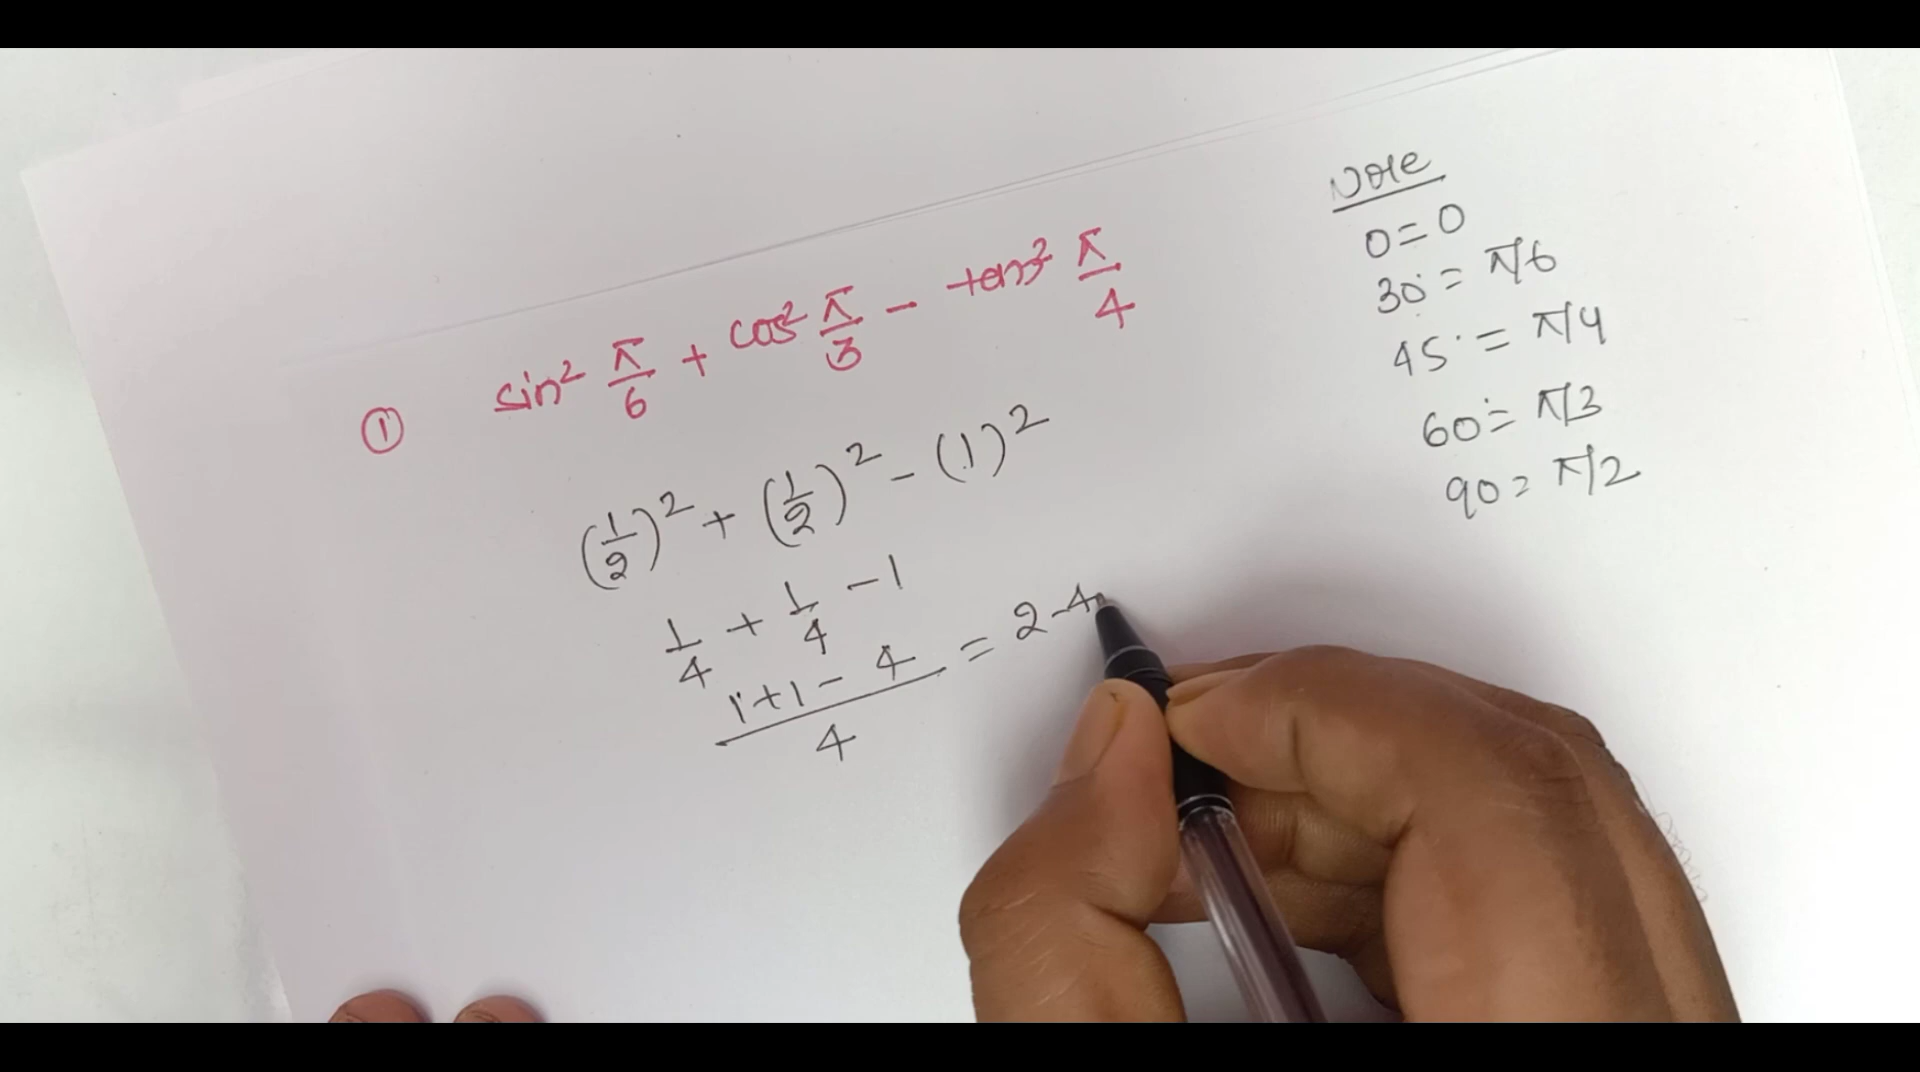 ① sin² π/6 + cos² π/3 - tan² π/4
(1/2)² + (1/2)² - (1)²
1/4 + 1/4 - 1
1+1-4/4 = 2-4
Note
0=0
30° = π/6
45° = π/4
60° = π/3
90 = π/2